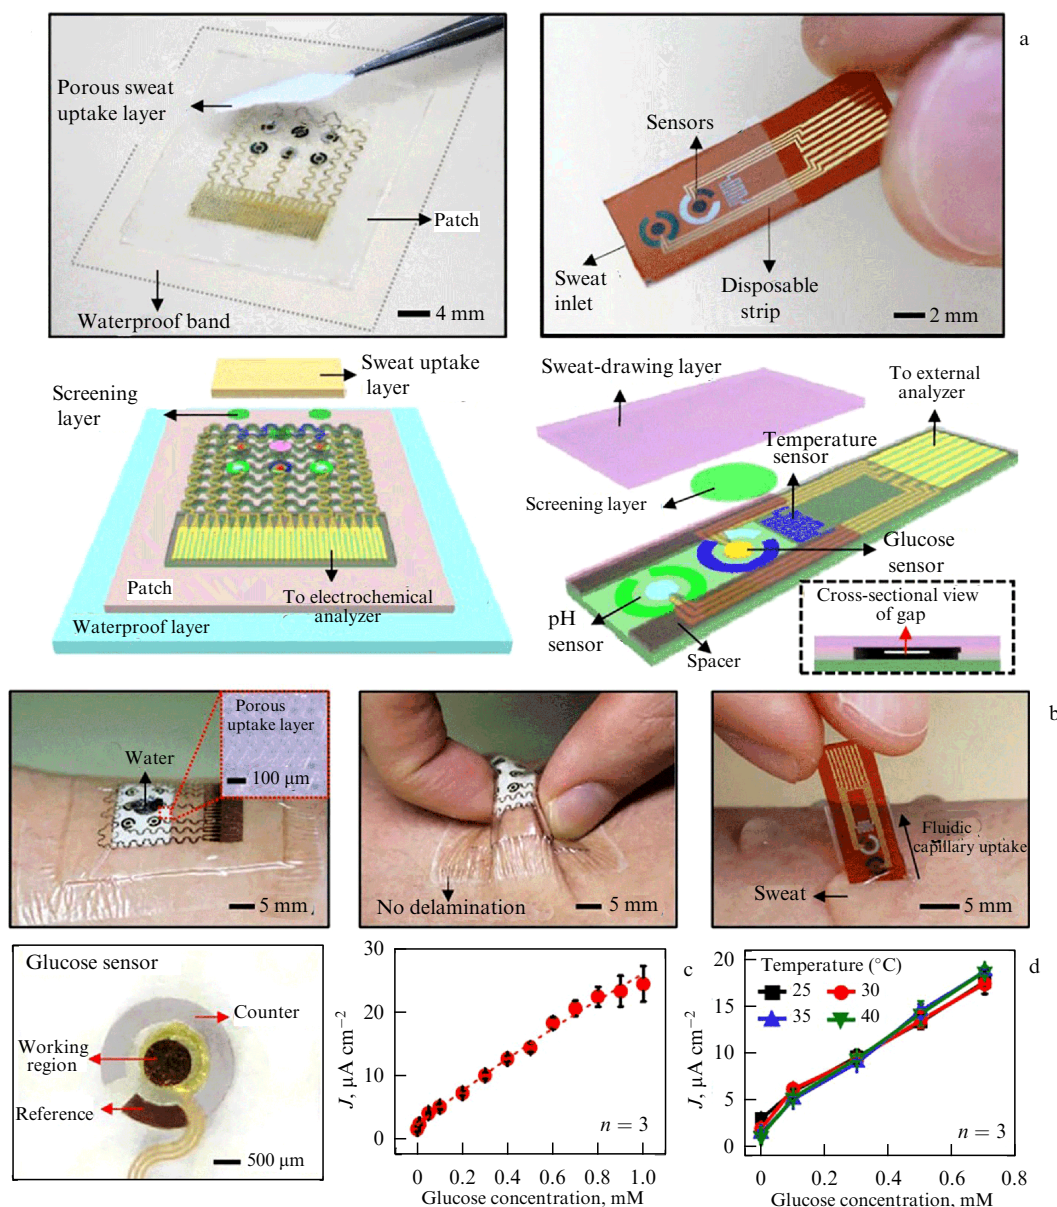 a
Porous sweat
uptake layer
Patch
Waterproof band
4 mm
Sensors
Sweat
inlet
Disposable
strip
2 mm
Sweat uptake
layer
Screening
layer
Patch
To electrochemical
analyzer
Waterproof layer
Sweat-drawing layer
To external
analyzer
Temperature
sensor
Screening layer
Glucose
sensor
pH
sensor
Spacer
Cross-sectional view
of gap
b
Porous
uptake layer
Water
100 μm
5 mm
No delamination
5 mm
Fluidic
capillary uptake
Sweat
5 mm
Glucose sensor
Counter
Working
region
Reference
500 μm
c
J, μA cm−2
30
20
10
0
n = 3
0 0.2 0.4 0.6 0.8 1.0
Glucose concentration, mM
d
J, μA cm−2
20
15
10
5
0
Temperature (°C)
25 30
35 40
n = 3
0 0.2 0.4 0.6 0.8
Glucose concentration, mM